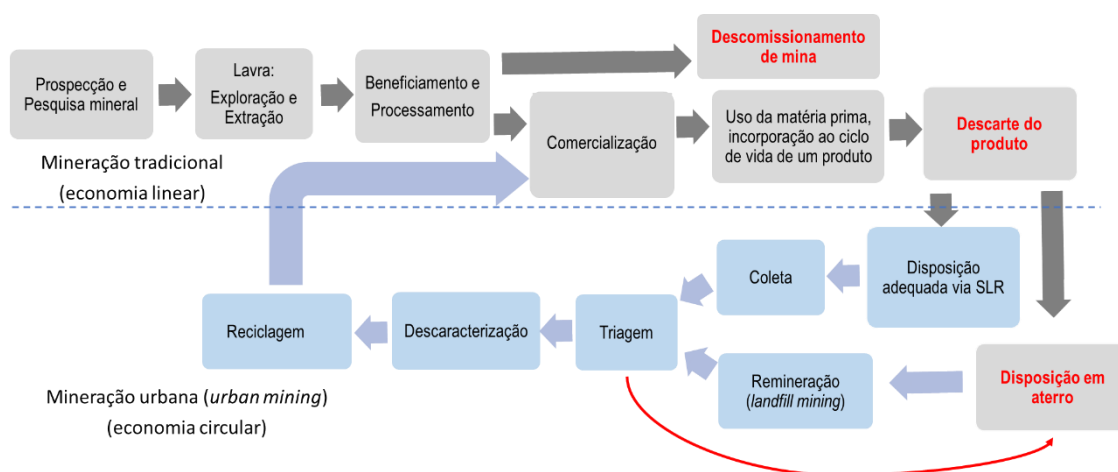 Prospecção e
Pesquisa mineral
Lavra:
Exploração e
Extração
Beneficiamento e
Processamento
Descomissionamento
de mina
Comercialização
Uso da matéria prima,
incorporação ao ciclo
de vida de um produto
Descarte do
produto
Mineração tradicional
(economia linear)
Disposição
adequada via SLR
Coleta
Triagem
Descaracterização
Reciclagem
Remineração
(landfill mining)
Disposição em
aterro
Mineração urbana (urban mining)
(economia circular)